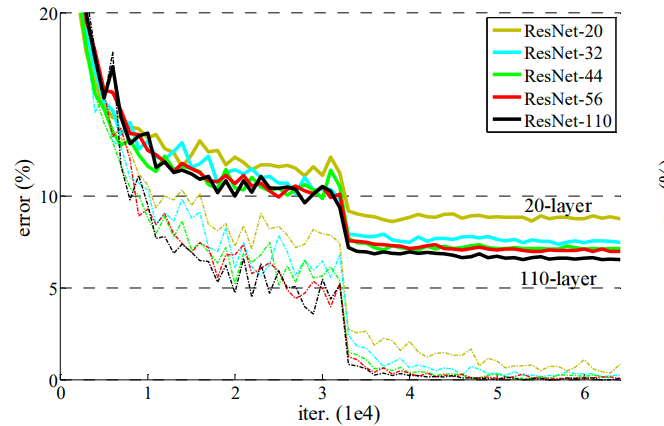 20
10
5
0
error (%)
ResNet-20
ResNet-32
ResNet-44
ResNet-56
ResNet-110
20-layer
110-layer
0 1 2 3 4 5 6
iter. (1e4)
(%)